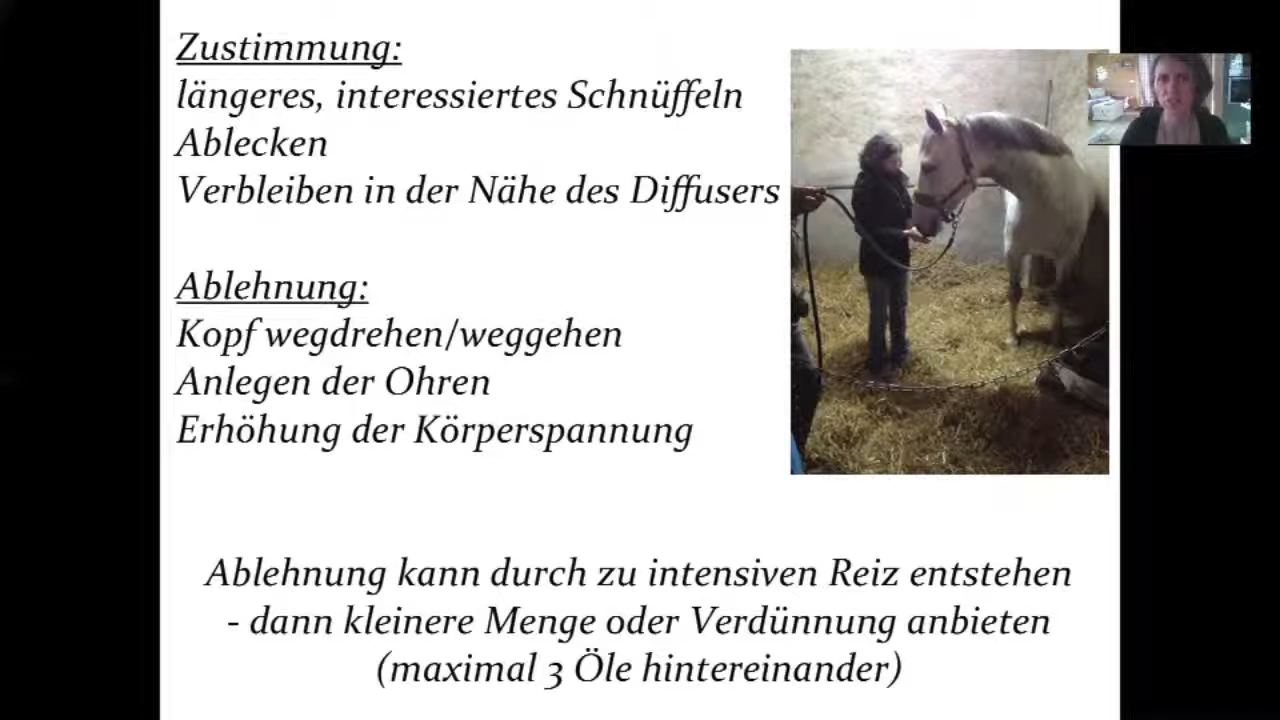 Zustimmung:
längeres, interessiertes Schnüffeln
Ablecken
Verbleiben in der Nähe des Diffusers
Ablehnung:
Kopf wegdrehen/weggehen
Anlegen der Ohren
Erhöhung der Körperspannung
Ablehnung kann durch zu intensiven Reiz entstehen
- dann kleinere Menge oder Verdünnung anbieten
(maximal 3 Öle hintereinander)